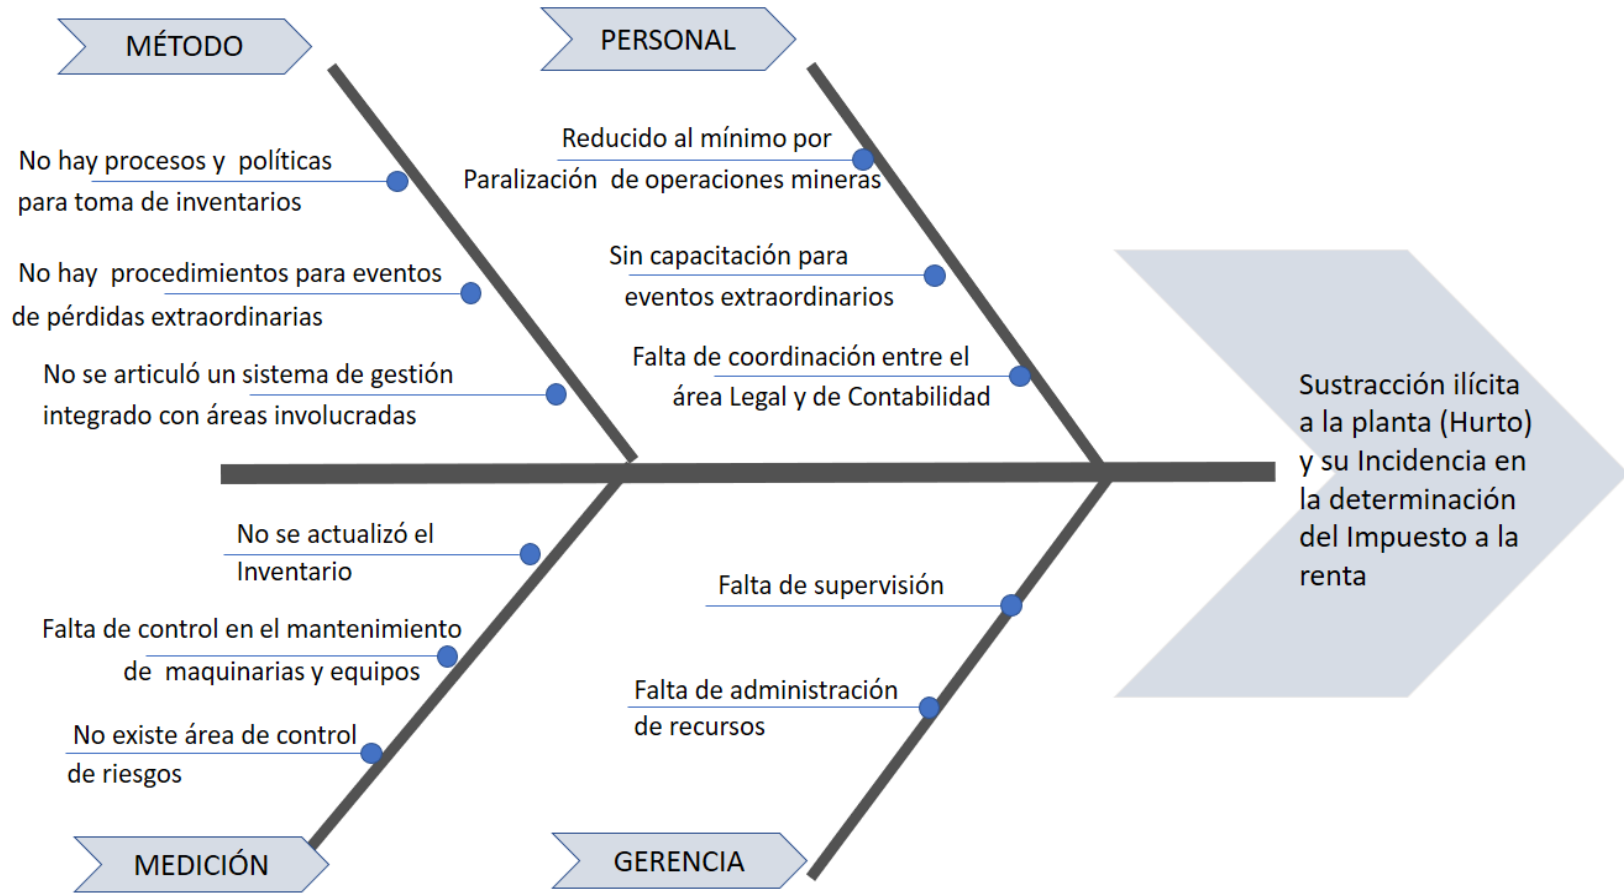 MÉTODO
No hay procesos y políticas
para toma de inventarios
No hay procedimientos para eventos
de pérdidas extraordinarias
No se articuló un sistema de gestión
integrado con áreas involucradas
PERSONAL
Reducido al mínimo por
Paralización de operaciones mineras
Sin capacitación para
eventos extraordinarios
Falta de coordinación entre el
área Legal y de Contabilidad
Sustracción ilícita
a la planta (Hurto)
y su Incidencia en
la determinación
del Impuesto a la
renta
No se actualizó el
Inventario
Falta de control en el mantenimiento
de maquinarias y equipos
No existe área de control
de riesgos
MEDICIÓN
Falta de supervisión
Falta de administración
de recursos
GERENCIA